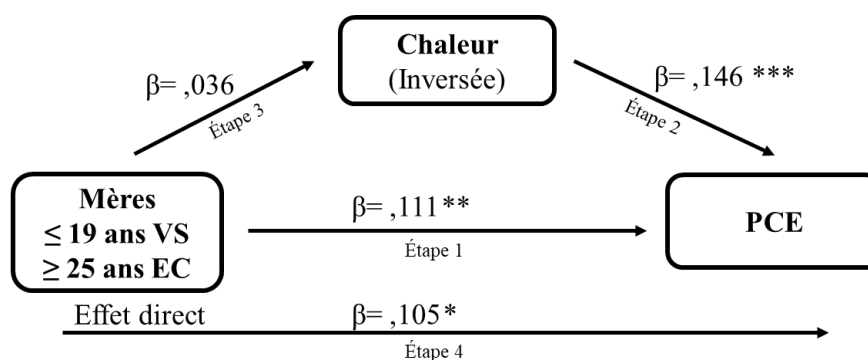 Chaleur
(Inversée)
β= ,036
Étape 3
β= ,146 ***
Étape 2
Mères
≤ 19 ans VS
≥ 25 ans EC
β= ,111**
Étape 1
PCE
Effet direct
β= ,105*
Étape 4